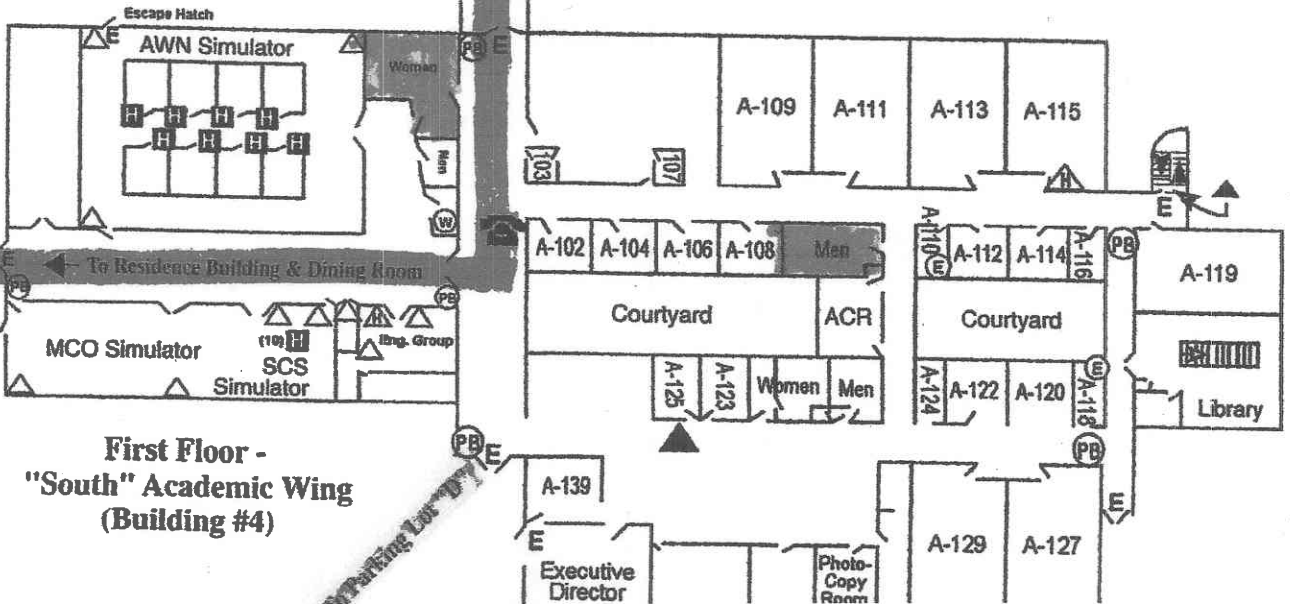 Escape Hatch
E
AWN Simulator
Women
PB
E
H
H
H
H
H
H
H
H
Men
W
A-109
A-111
A-113
A-115
103
107
H
E
A-102
A-104
A-106
A-108
Men
A-110
E
A-112
A-114
A-116
PB
A-119
E
To Residence Building & Dining Room
PB
PB
MCO Simulator
(10) H
SCS
Simulator
H
Eng. Group
Courtyard
ACR
Courtyard
A-125
A-123
Women
Men
A-124
A-122
A-120
E
A-118
Library
First Floor -
"South" Academic Wing
(Building #4)
PB
E
Parking Lot "D"
A-139
E
Executive
Director
Photo-
Copy
Room
A-129
A-127
PB
E